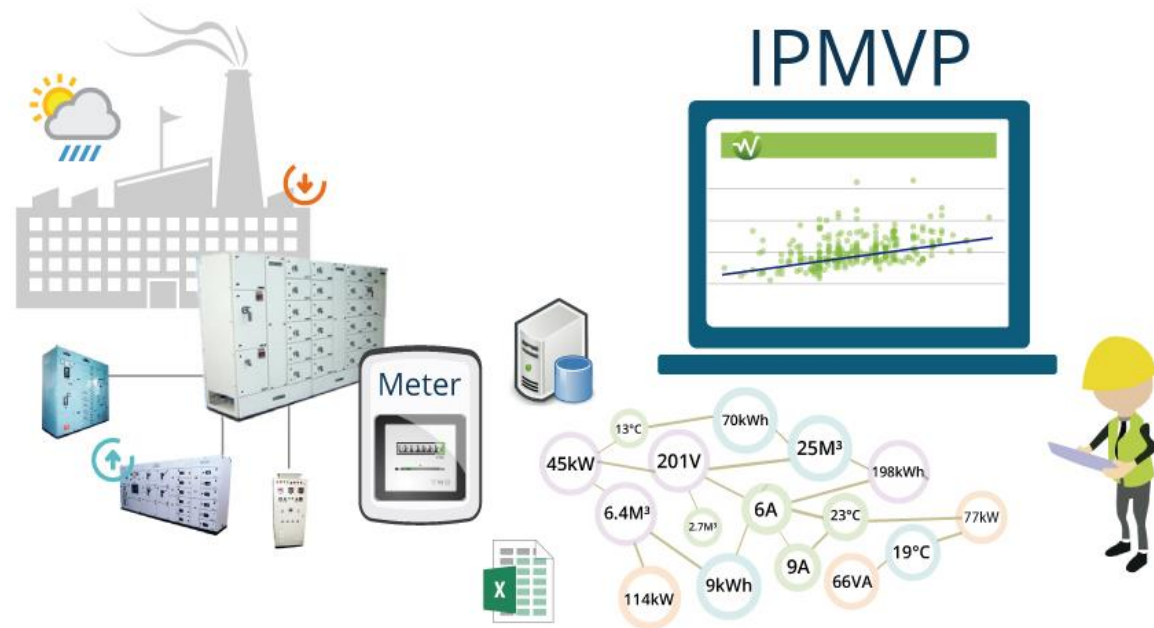 IPMVP
Meter
13°C
70kWh
25M³
45kW
201V
198kWh
6.4M³
2.7M³
6A
23°C
77kW
9A
19°C
66VA
9kWh
114kW
X